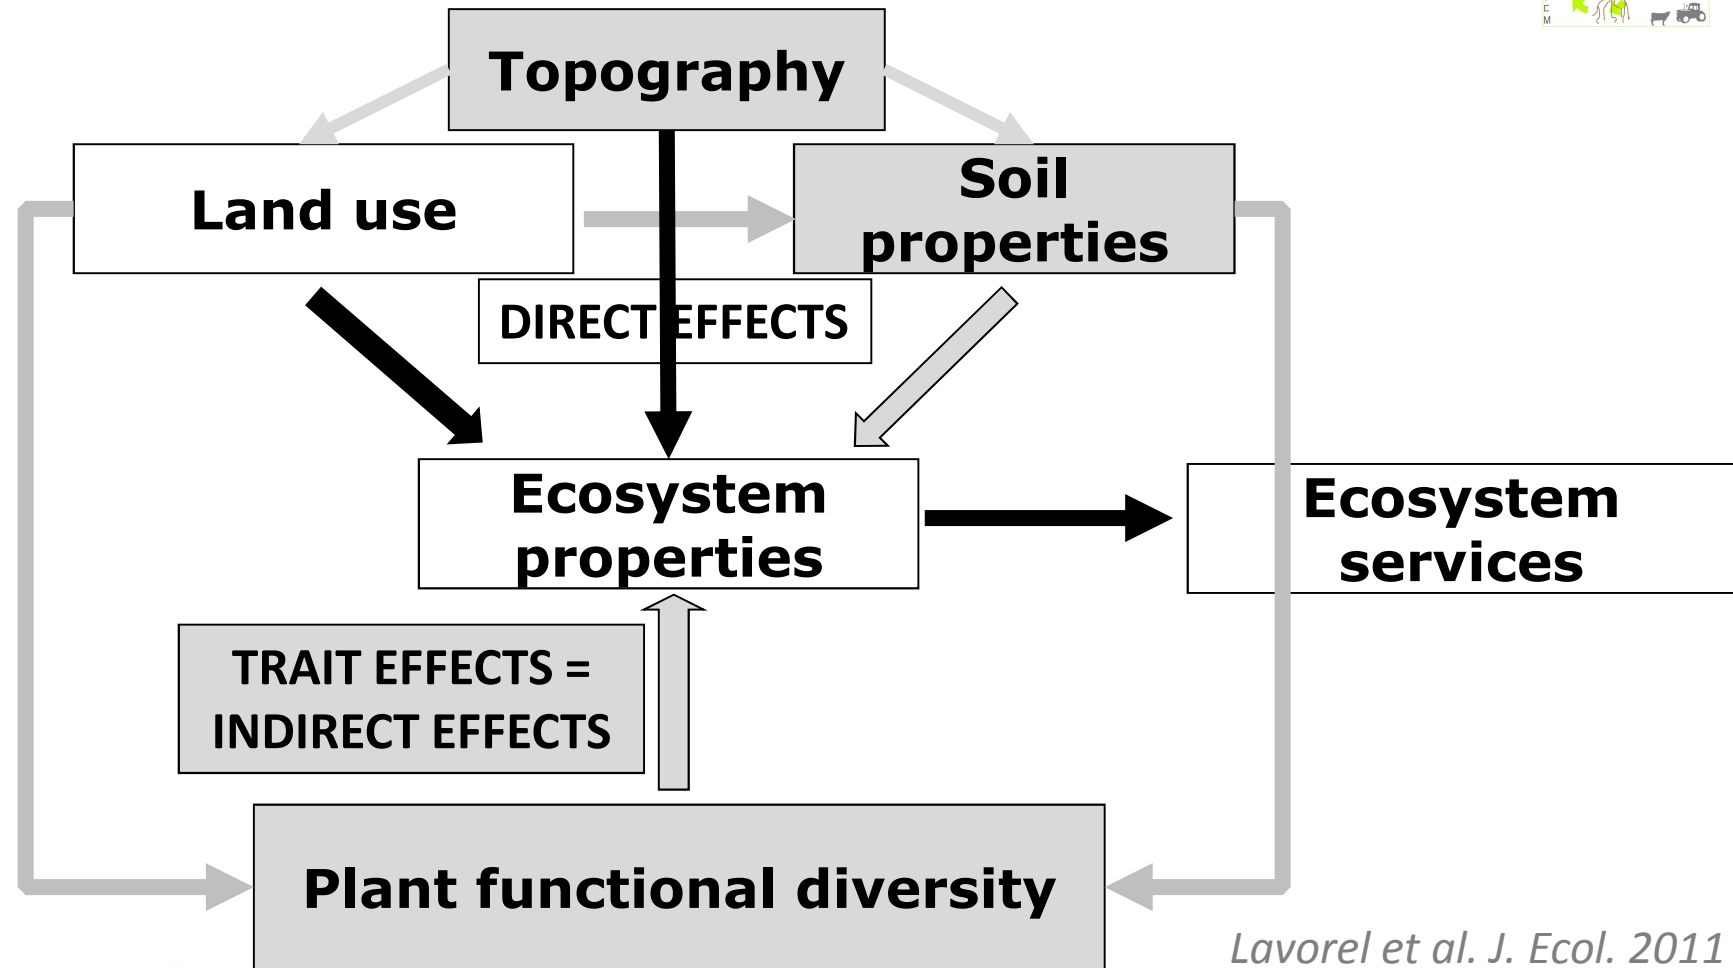 Topography
Land use
Soil
properties
DIRECT EFFECTS
Ecosystem
properties
Ecosystem
services
TRAIT EFFECTS =
INDIRECT EFFECTS
Plant functional diversity
Lavorel et al. J. Ecol. 2011